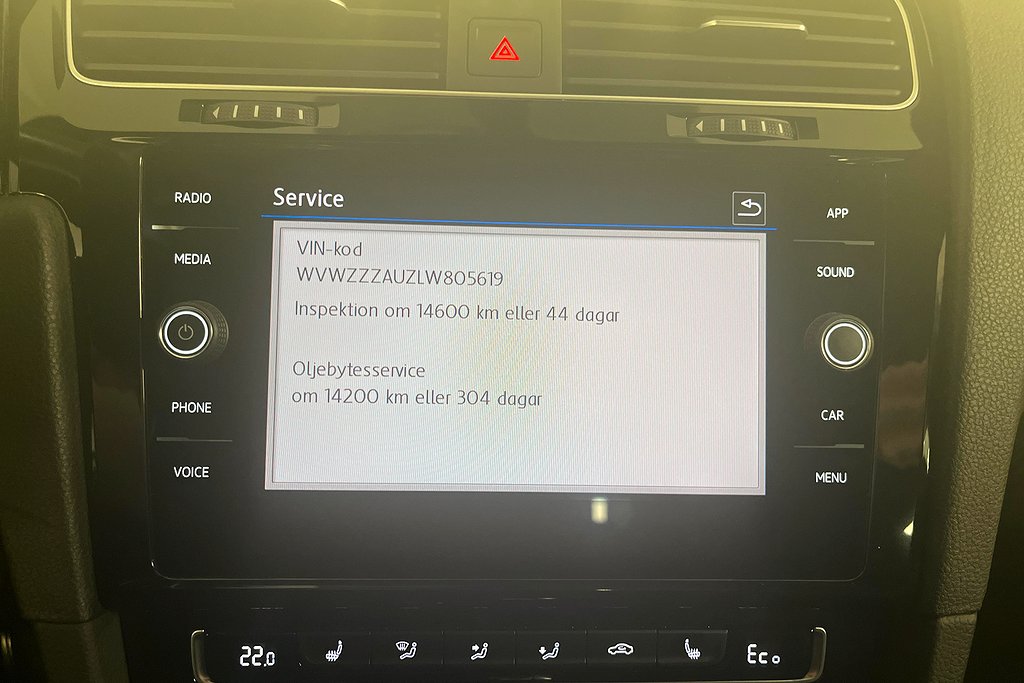 RADIO
MEDIA
PHONE
VOICE
Service
VIN-kod
WVWZZZAUZLW805619
Inspektion om 14600 km eller 44 dagar
Oljebytesservice
om 14200 km eller 304 dagar
APP
SOUND
CAR
MENU
22.0
Eco